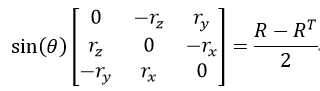 sin(θ) [ 0 −r_z r_y ; r_z 0 −r_x ; −r_y r_x 0 ] = (R − R^T) / 2